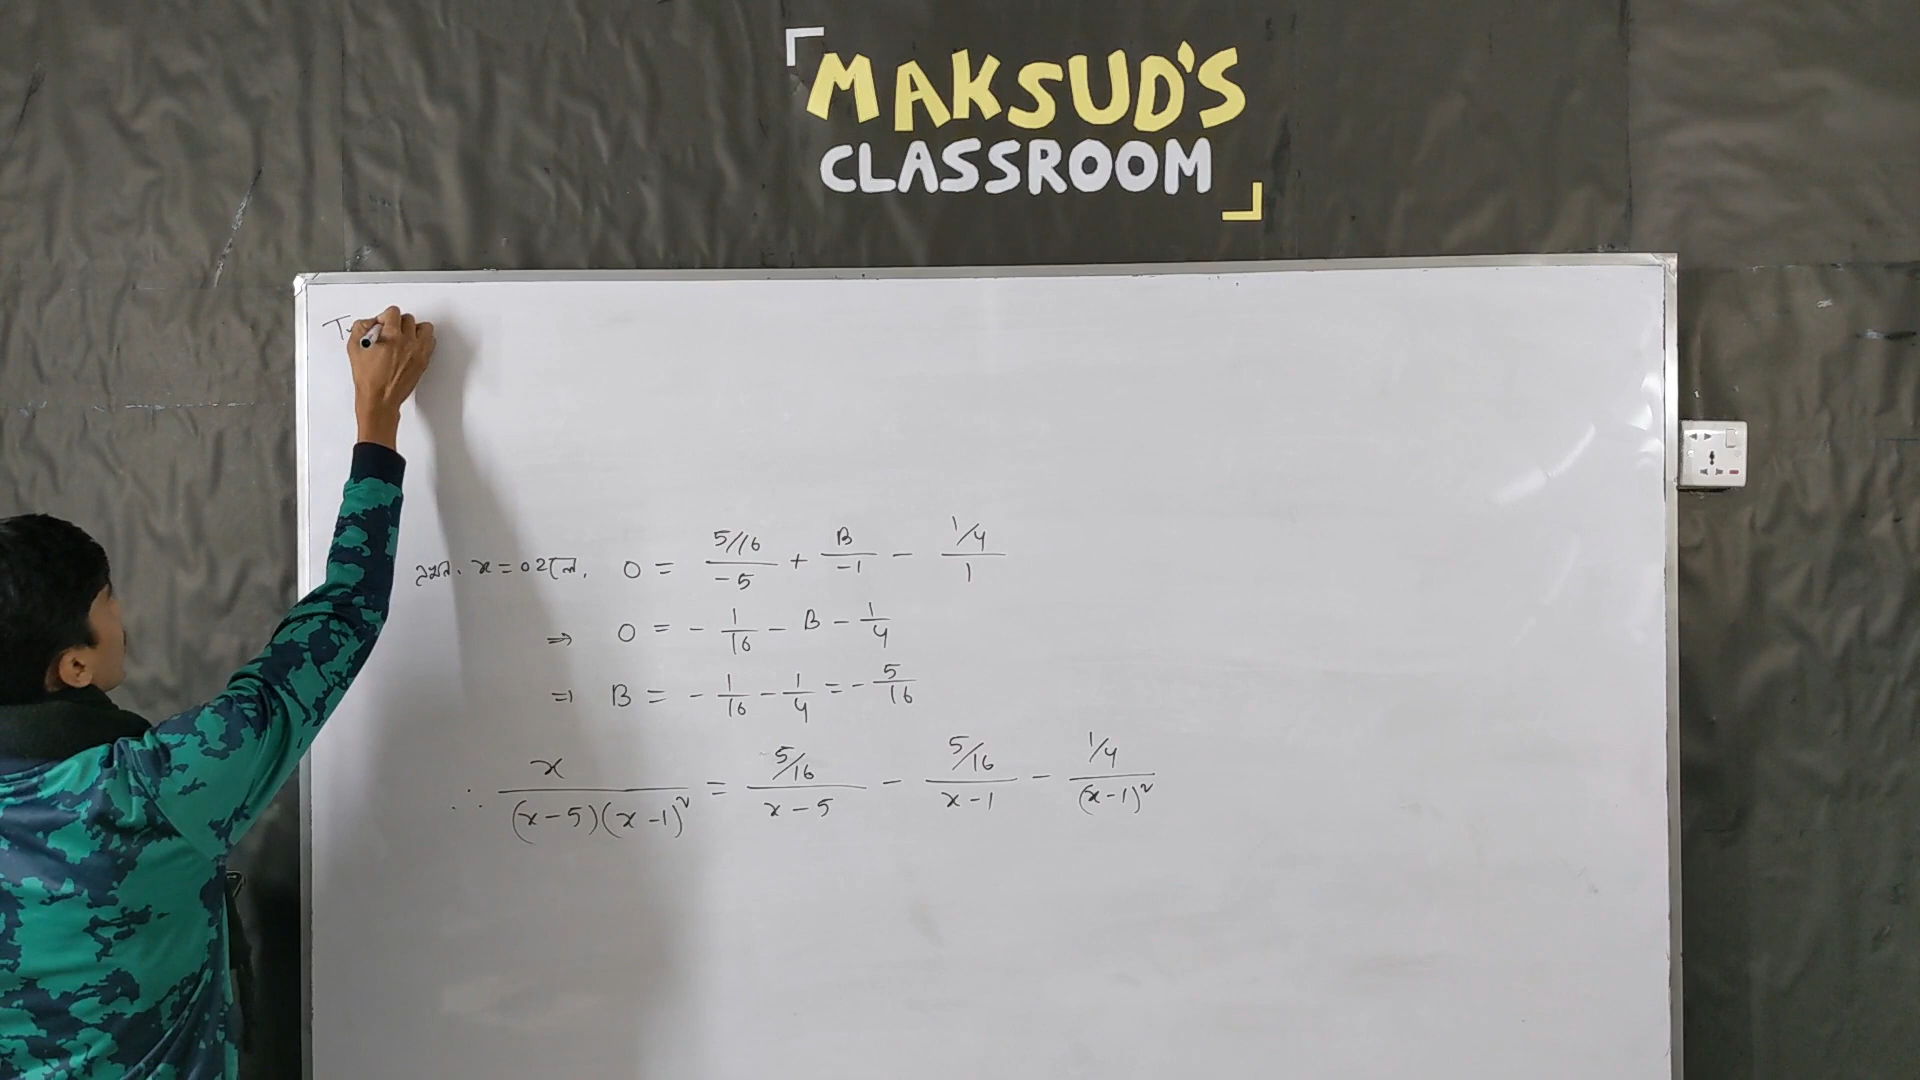 MAKSUD'S
CLASSROOM
x = 0 হলে, 0 = (5/16)/(-5) + B/(-1) - (1/4)/1
⇒ 0 = - 1/16 - B - 1/4
⇒ B = - 1/16 - 1/4 = - 5/16
∴ x/((x-5)(x-1)²) = (5/16)/(x-5) - (5/16)/(x-1) - (1/4)/(x-1)²